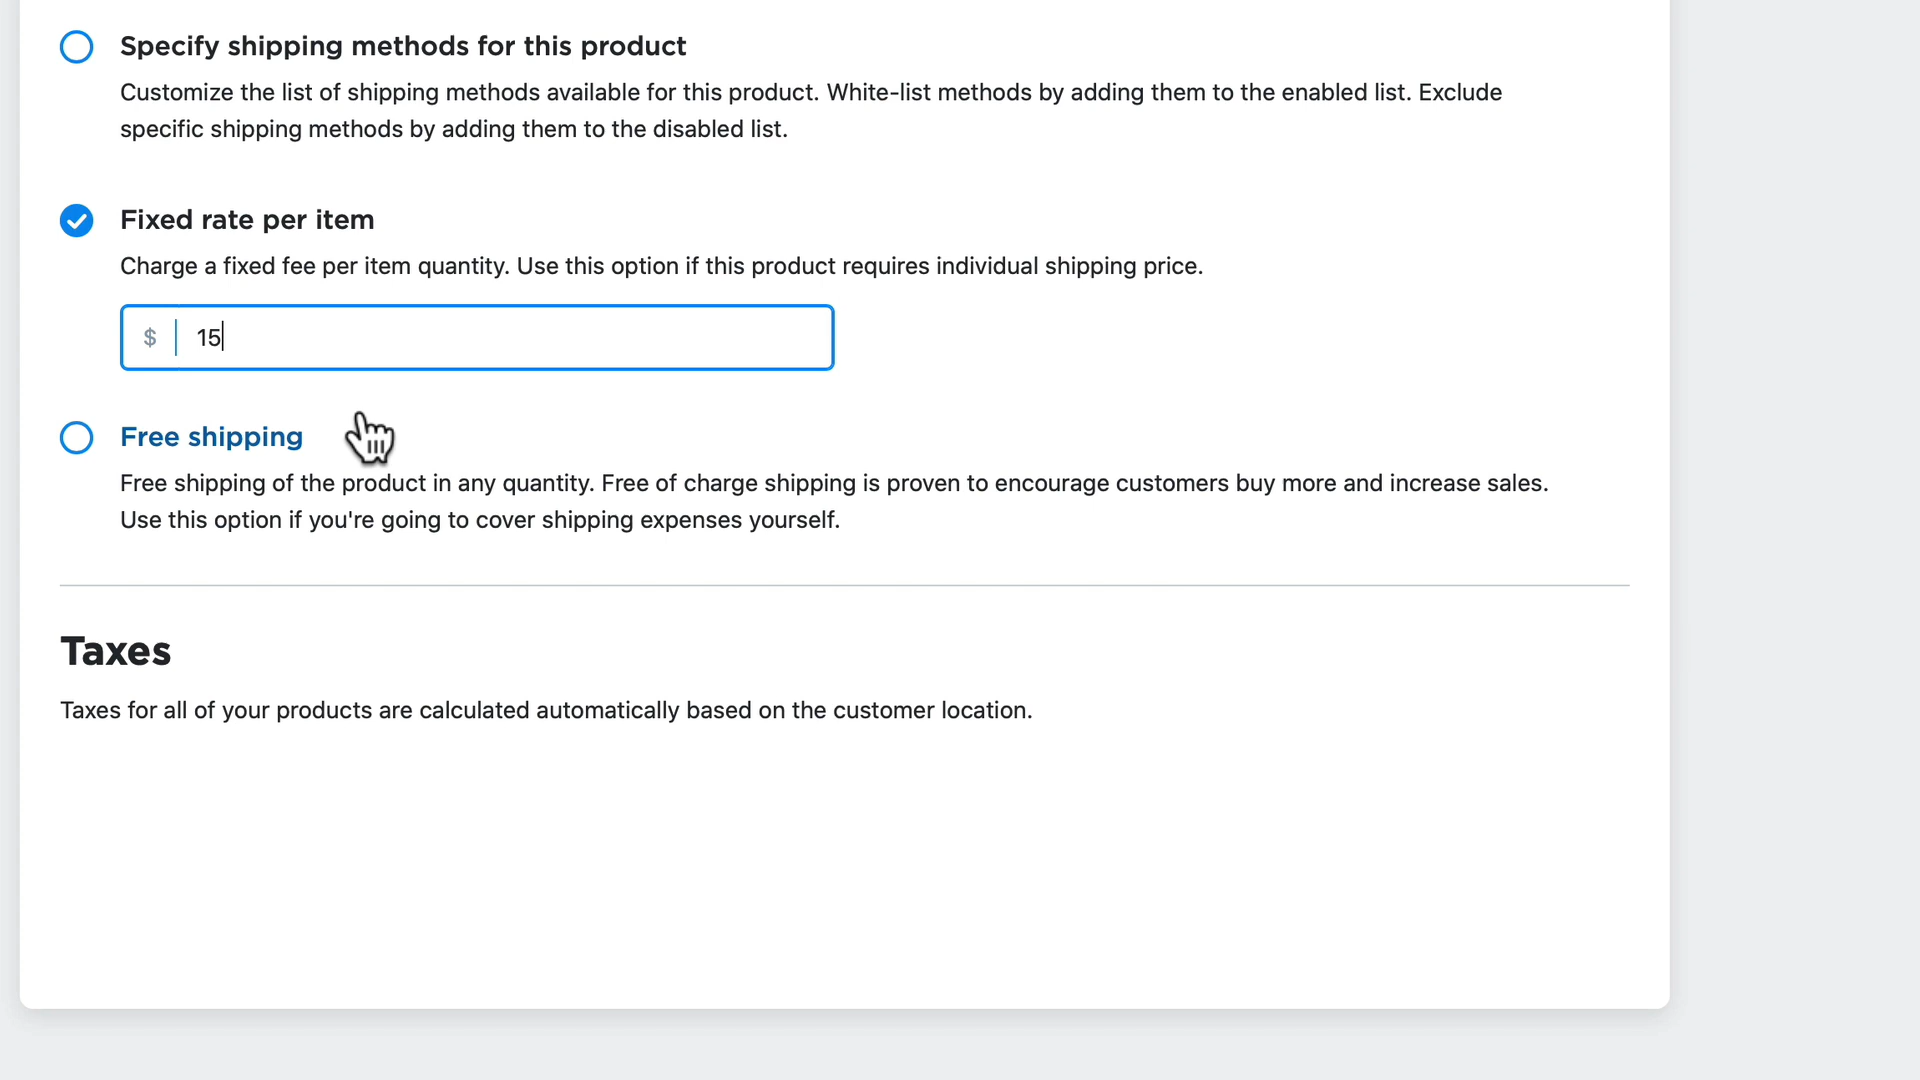 Specify shipping methods for this product
Customize the list of shipping methods available for this product. White-list methods by adding them to the enabled list. Exclude
specific shipping methods by adding them to the disabled list.
Fixed rate per item
Charge a fixed fee per item quantity. Use this option if this product requires individual shipping price.
$ 15
Free shipping
Free shipping of the product in any quantity. Free of charge shipping is proven to encourage customers buy more and increase sales.
Use this option if you're going to cover shipping expenses yourself.
Taxes
Taxes for all of your products are calculated automatically based on the customer location.